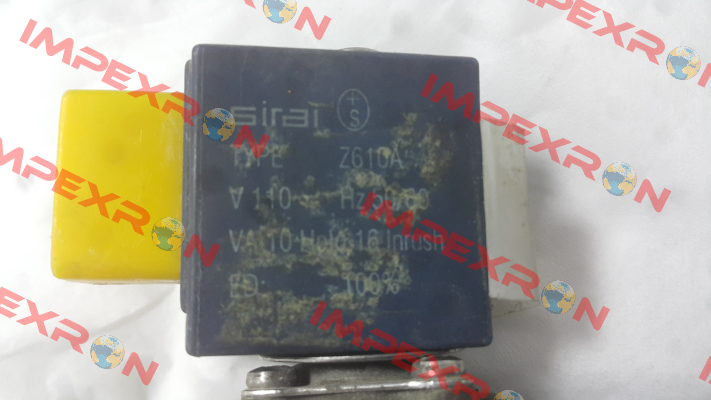 sirai +S
TYPE Z610A
V 110 Hz 50/60
VA 10 Hold 16 Inrush
ED 100%
IMPEXRON
IMPEXRON
IMPEXRON
IMPEXRON
IMPEXRON
IMPEXRON
IMPEXRON